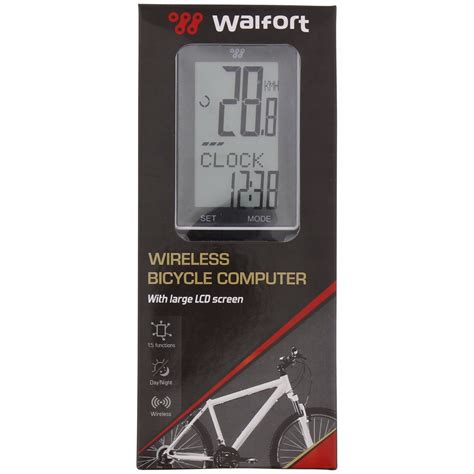 Walfort
28.8 KMH
CLOCK
12:38
SET MODE
WIRELESS
BICYCLE COMPUTER
With large LCD screen
15 functions
Day/Night
Wireless